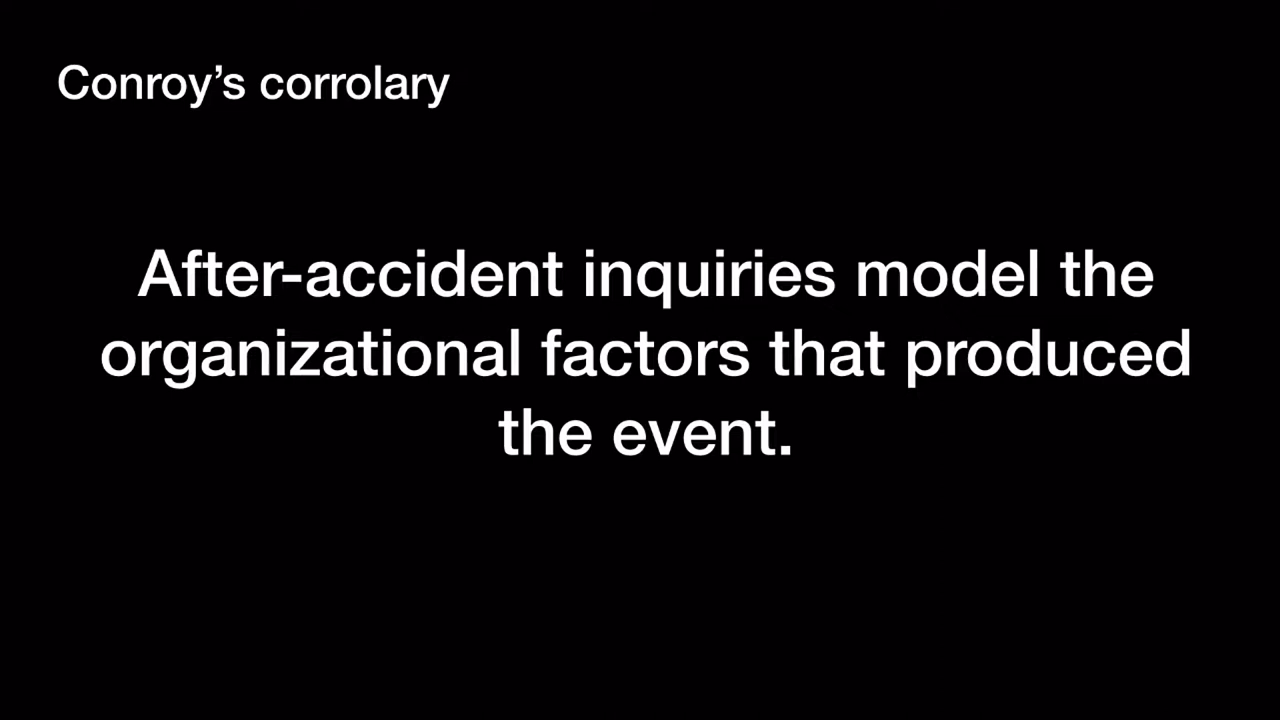 Conroy’s corrolary
After-accident inquiries model the
organizational factors that produced
the event.